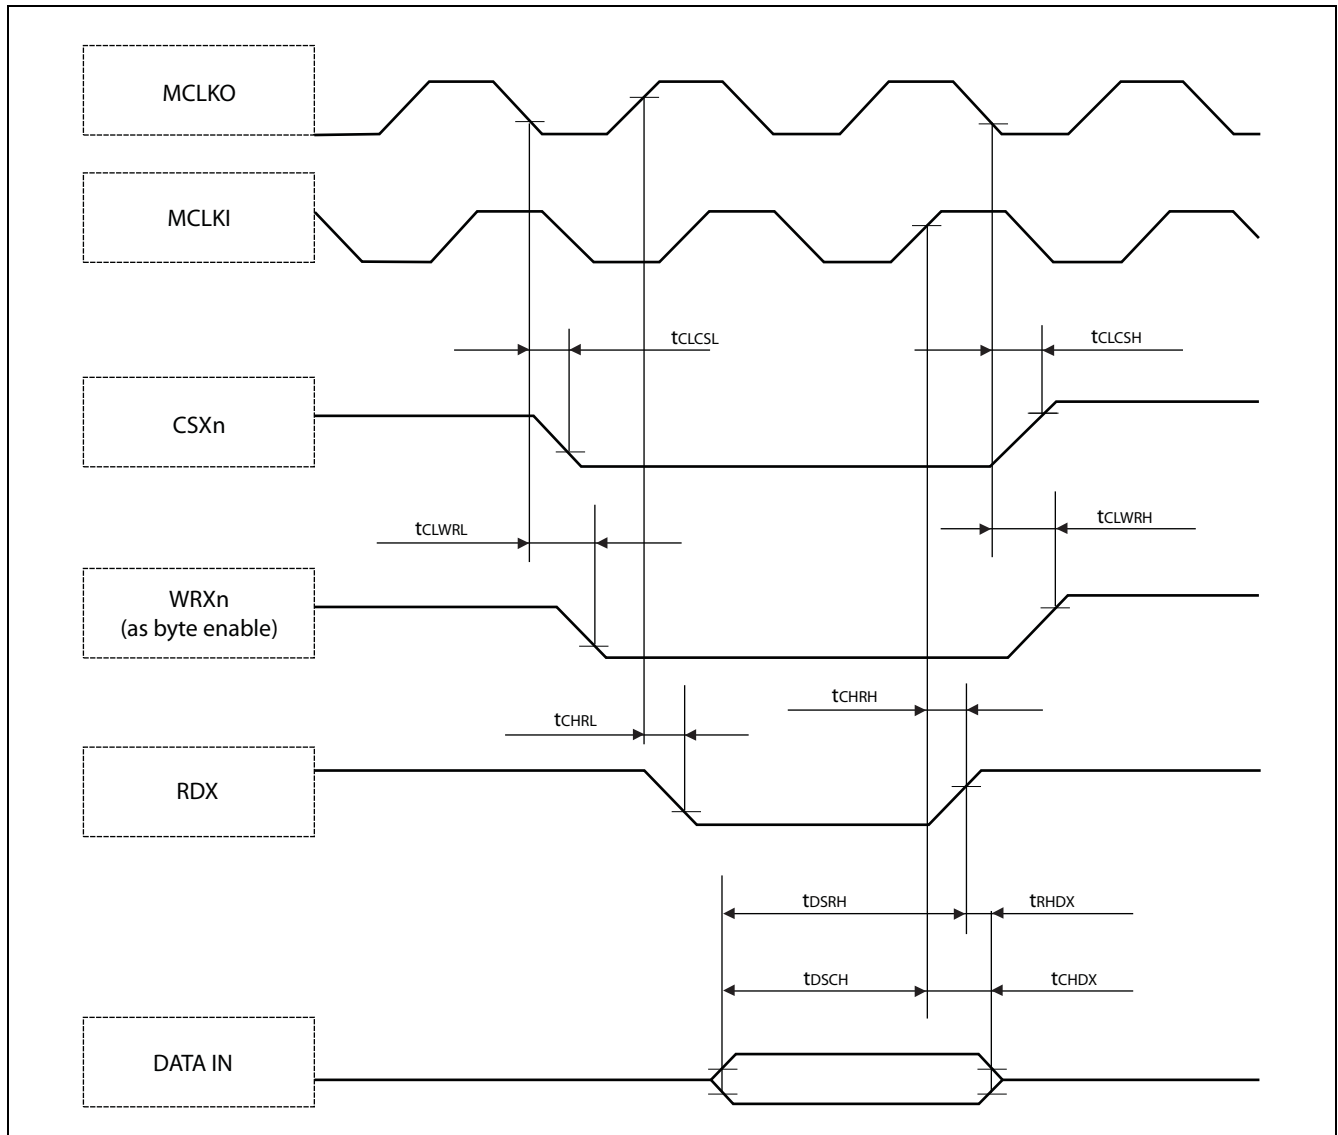 MCLKO
MCLKI
tCLCSL
tCLCSH
CSXn
tCLWRL
tCLWRH
WRXn
(as byte enable)
tCHRL
tCHRH
RDX
tDSRH
tRHDX
tDSCH
tCHDX
DATA IN